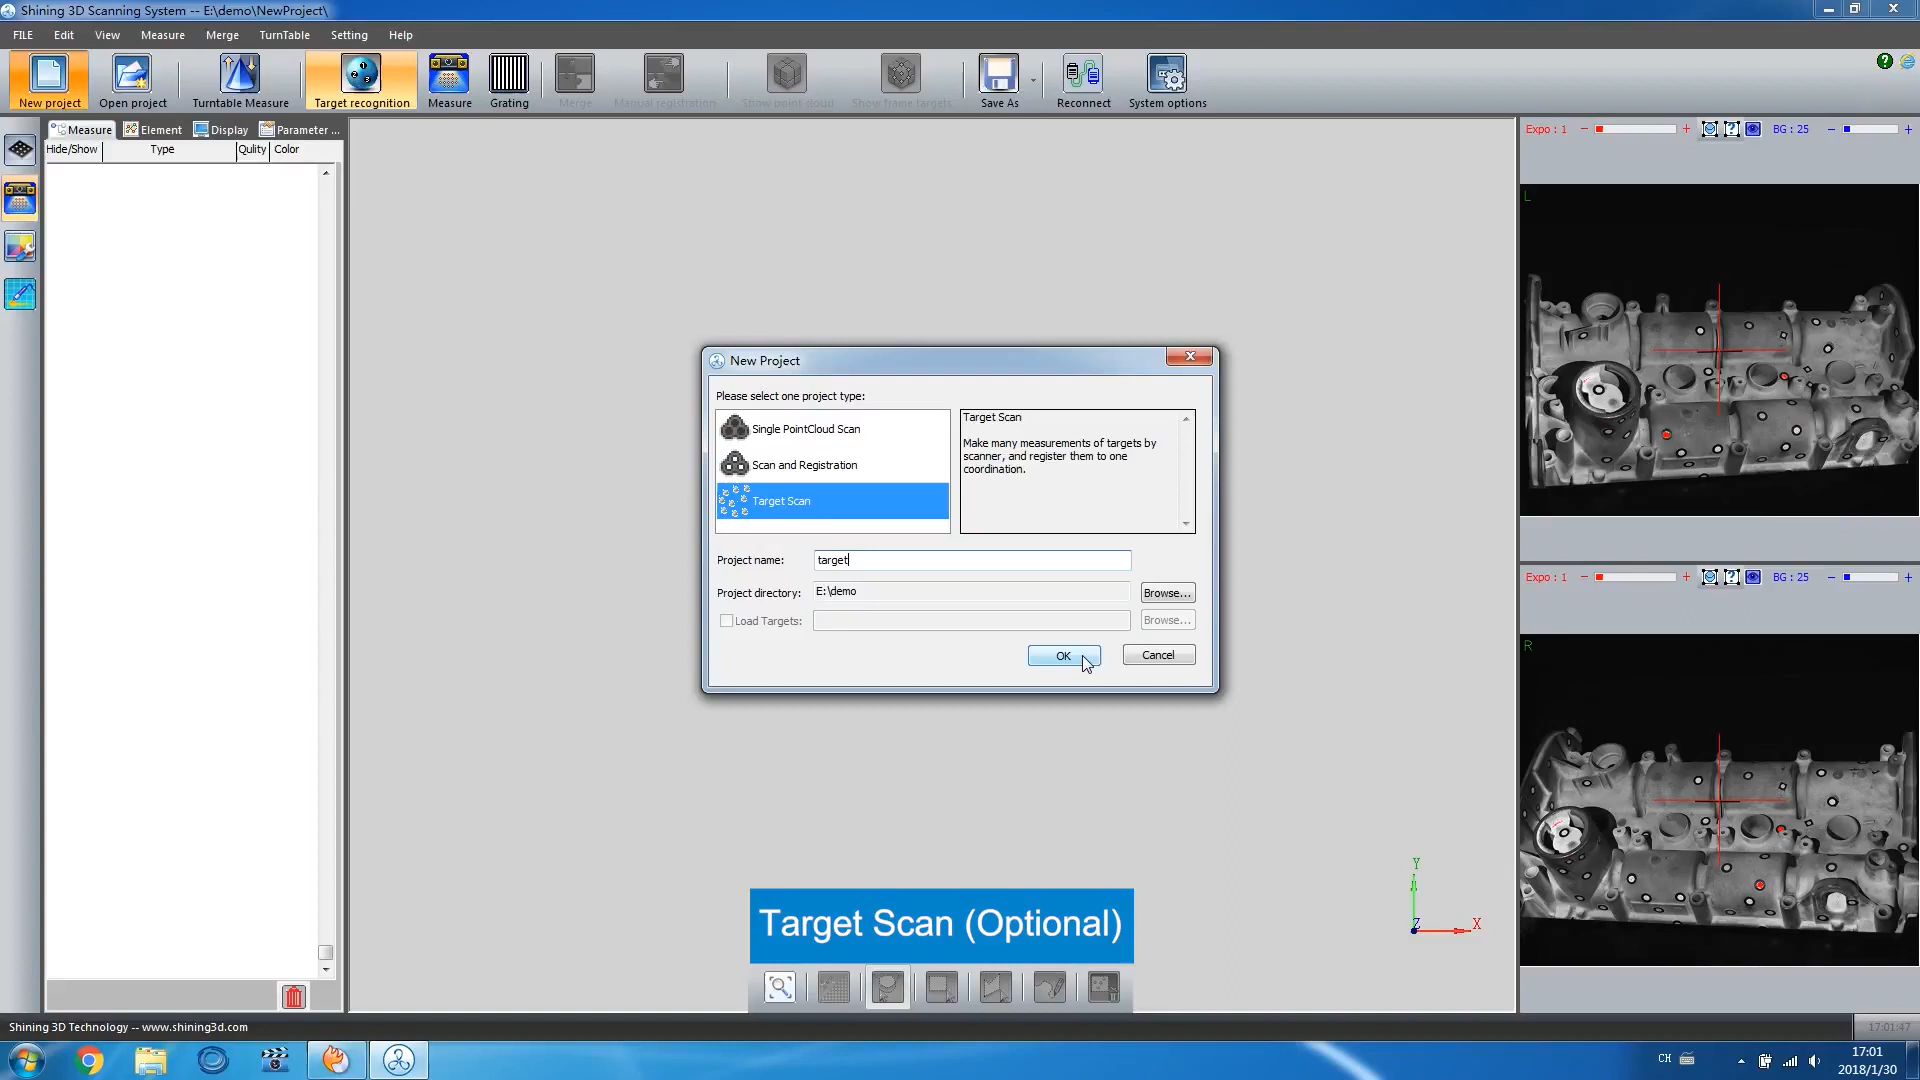 Shining 3D Scanning System -- E:\demo\NewProject\
FILE Edit View Measure Merge TurnTable Setting Help
New project Open project Turntable Measure Target recognition Measure Grating Merge Manual registration Show point cloud Show frame targets Save As Reconnect System options
Measure Element Display Parameter ...
Hide/Show Type Qulity Color
Expo : 1 BG : 25
L
New Project
Please select one project type:
Single PointCloud Scan
Scan and Registration
Target Scan
Target Scan
Make many measurements of targets by
scanner, and register them to one
coordination.
Project name: target
Project directory: E:\demo Browse...
Load Targets: Browse...
OK Cancel
Expo : 1 BG : 25
R
Y
Z X
Target Scan (Optional)
Shining 3D Technology -- www.shining3d.com
17:01:47
CH
17:01
2018/1/30